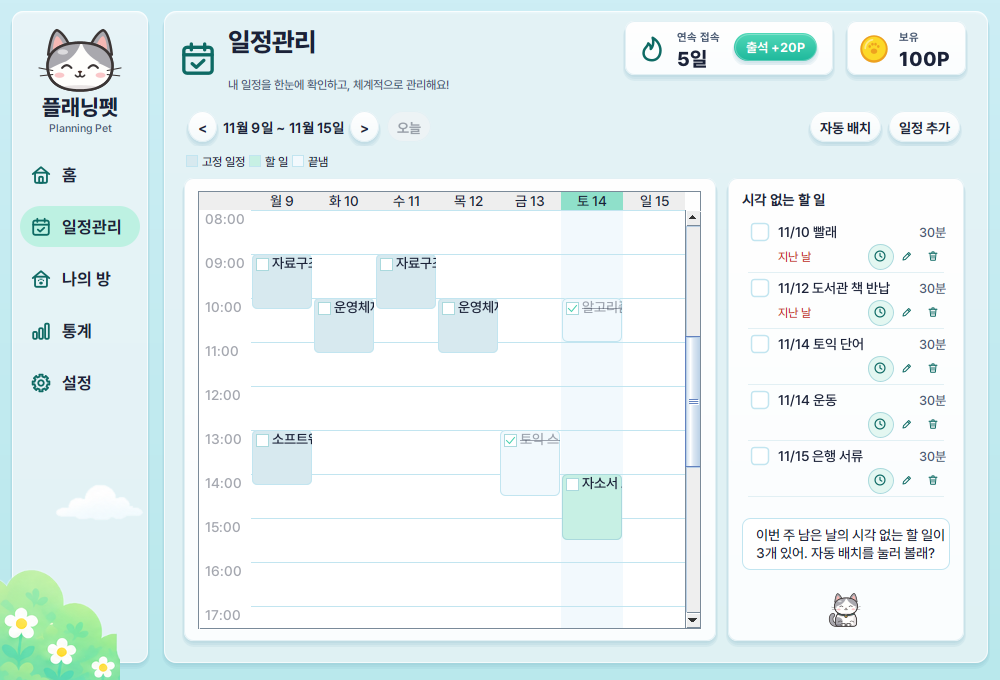 플래닝펫
Planning Pet
홈
일정관리
나의 방
통계
설정
일정관리
내 일정을 한눈에 확인하고, 체계적으로 관리해요!
연속 접속
5일
출석 +20P
보유
100P
< 11월 9일 ~ 11월 15일 > 오늘
자동 배치
일정 추가
고정 일정 할 일 끝냄
월 9 화 10 수 11 목 12 금 13 토 14 일 15
08:00
09:00
자료구조 자료구조
10:00
운영체제 운영체제 알고리즘
11:00
12:00
13:00
소프트웨 토익 스
14:00
자소서
15:00
16:00
17:00
시각 없는 할 일
11/10 빨래 30분
지난 날
11/12 도서관 책 반납 30분
지난 날
11/14 토익 단어 30분
11/14 운동 30분
11/15 은행 서류 30분
이번 주 남은 날의 시각 없는 할 일이
3개 있어. 자동 배치를 눌러 볼래?